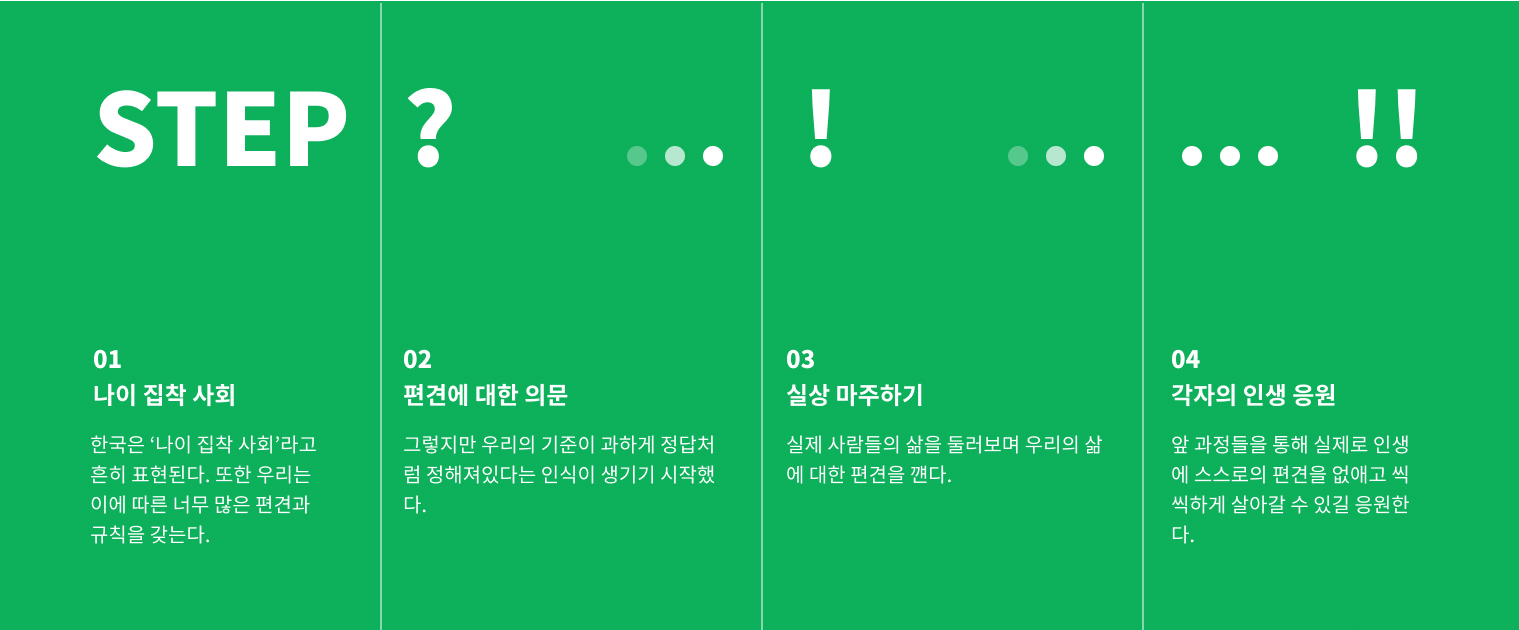 STEP
?
...
!
...
... !!
01
나이 집착 사회
한국은 ‘나이 집착 사회’라고
흔히 표현된다. 또한 우리는
이에 따른 너무 많은 편견과
규칙을 갖는다.
02
편견에 대한 의문
그렇지만 우리의 기준이 과하게 정답처
럼 정해져있다는 인식이 생기기 시작했
다.
03
실상 마주하기
실제 사람들의 삶을 둘러보며 우리의 삶
에 대한 편견을 깬다.
04
각자의 인생 응원
앞 과정들을 통해 실제로 인생
에 스스로의 편견을 없애고 씩
씩하게 살아갈 수 있길 응원한
다.